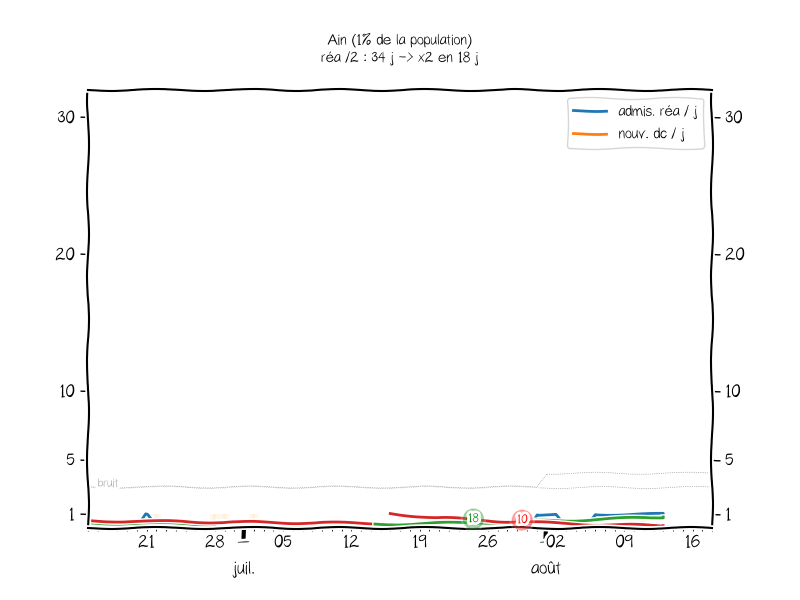 Ain (1% de la population)
réa /2 : 34 j -> x2 en 18 j
admis. réa / j
nouv. dc / j
30 30
20 20
10 10
5 5
bruit
1 1
18 10
21 28 05 12 19 26 02 09 16
juil. août